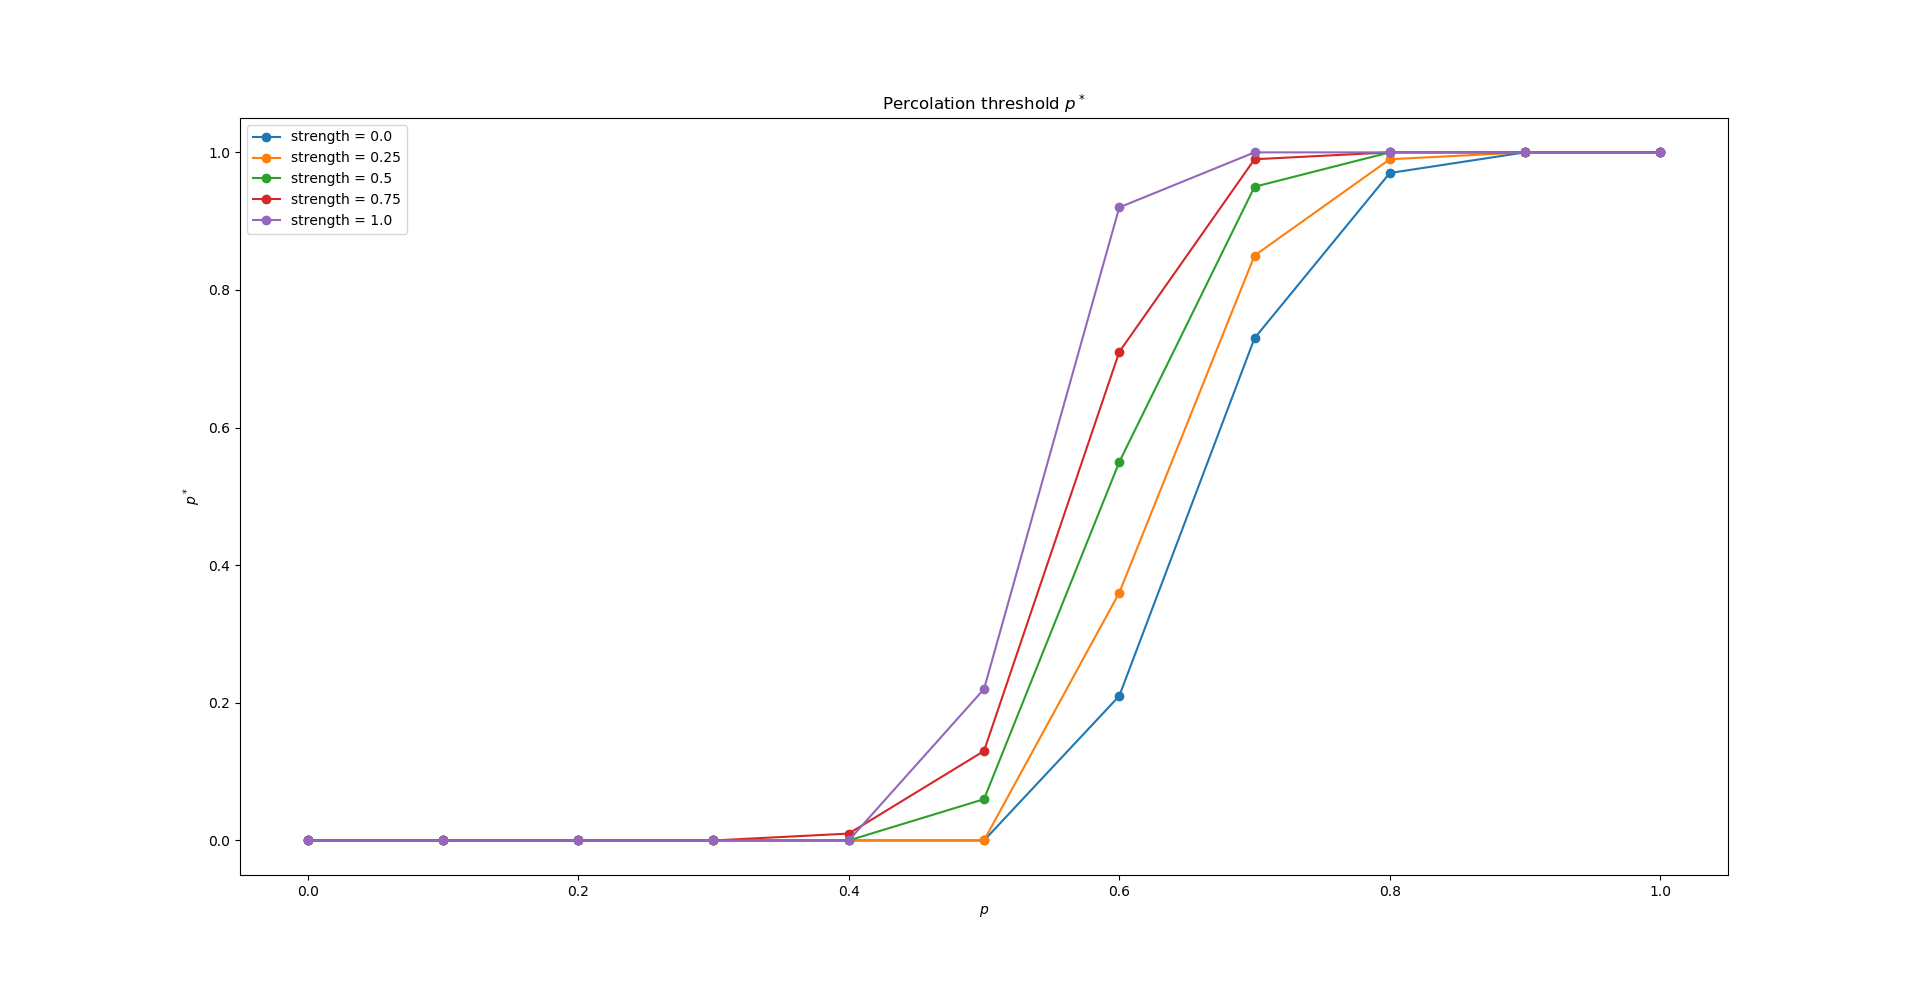 Percolation threshold p*
strength = 0.0
strength = 0.25
strength = 0.5
strength = 0.75
strength = 1.0
1.0
0.8
0.6
0.4
0.2
0.0
p*
0.0 0.2 0.4 0.6 0.8 1.0
p